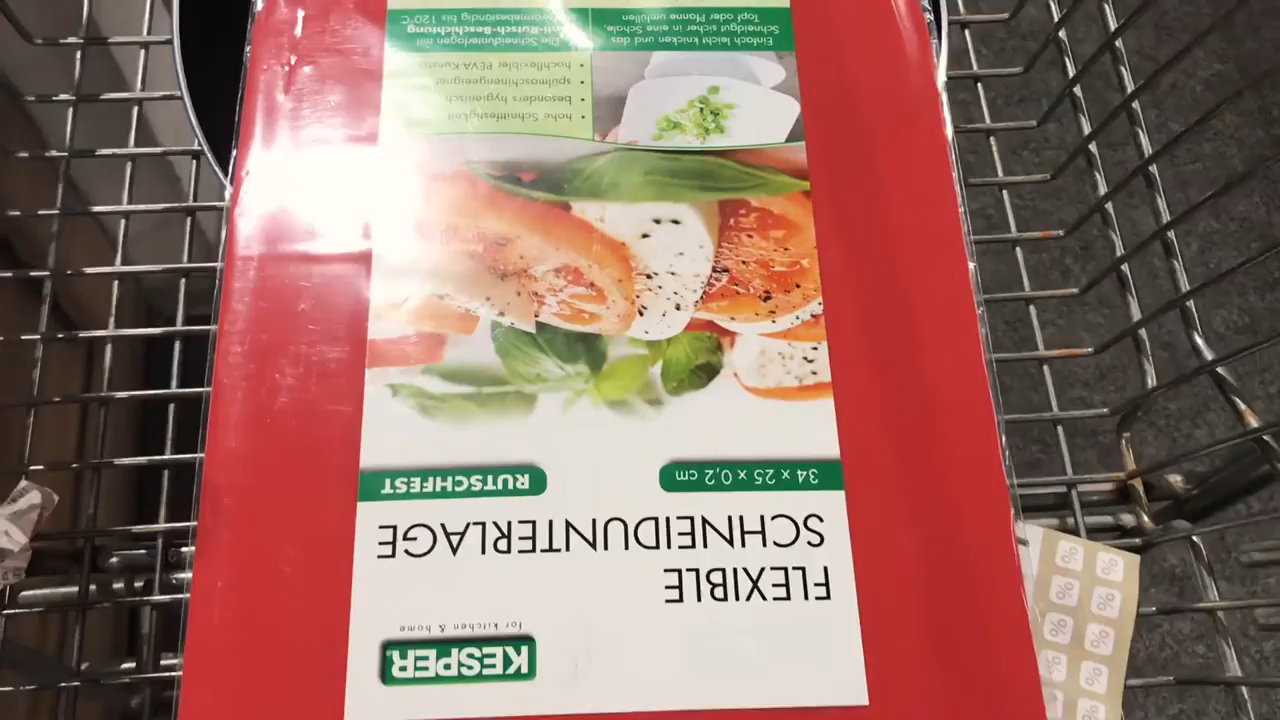 KESPER
for kitchen & home
FLEXIBLE
SCHNEIDUNTERLAGE
34 x 25 x 0,2 cm
RUTSCHFEST
• hohe Schnittfestigkeit
• besonders hygienisch
• spülmaschinengeeignet
• hochflexibler PEVA-Kunst
Einfach leicht knicken und das
Schneidgut sicher in eine Schale,
Topf oder Pfanne umfüllen
Die Schneidunterlagen mit
Anti-Rutsch-Beschichtung
bis 120°C
% %
% %
% %
% %